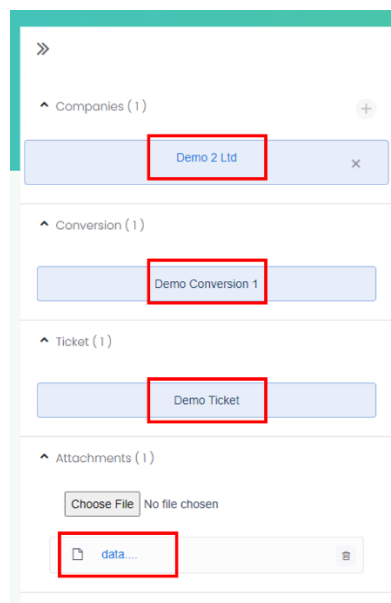 Companies (1)
Demo 2 Ltd
Conversion (1)
Demo Conversion 1
Ticket (1)
Demo Ticket
Attachments (1)
Choose File No file chosen
data....